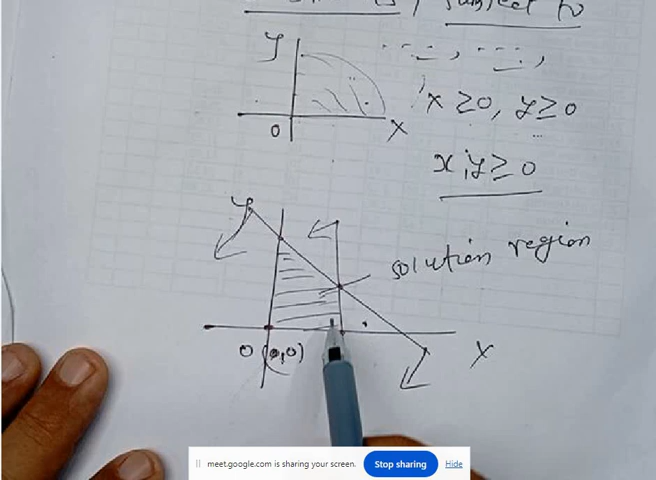 subject to
y
x ≥ 0, y ≥ 0
0
X
x, y ≥ 0
y
solution region
0 (0,0)
X
meet.google.com is sharing your screen. Stop sharing Hide